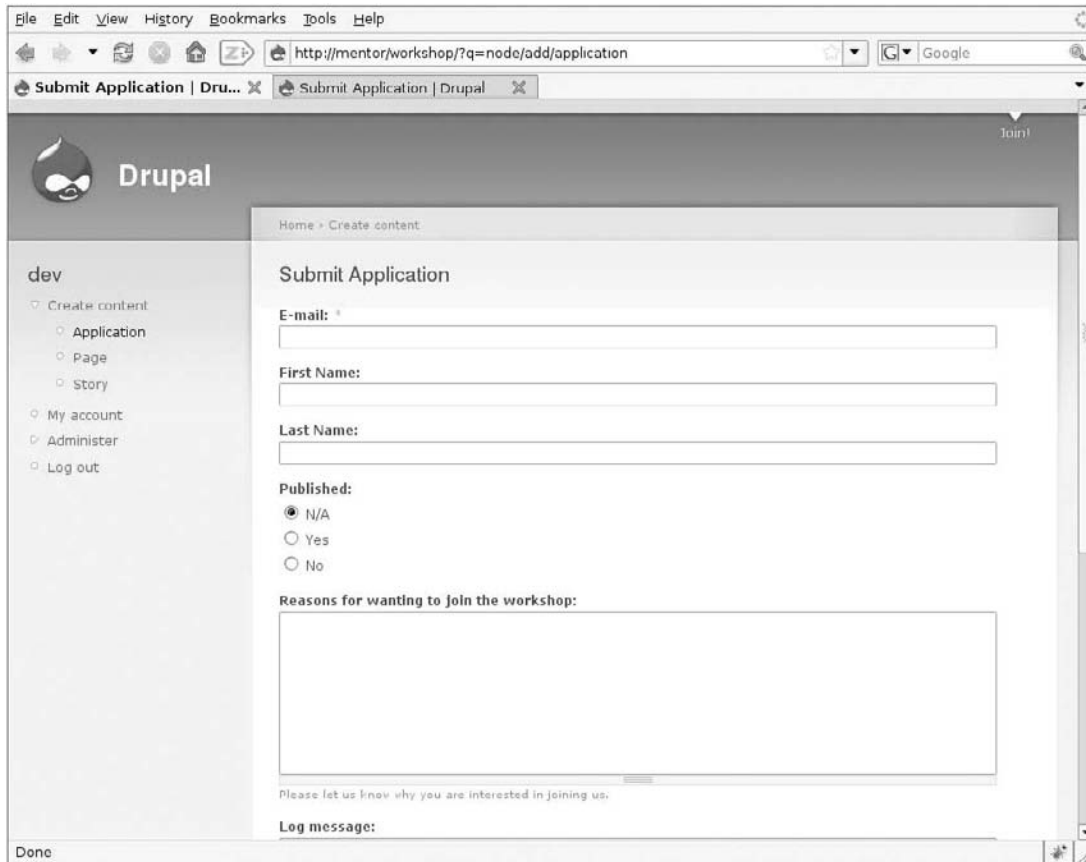 File Edit View History Bookmarks Tools Help
http://mentor/workshop/?q=node/add/application
G Google
Submit Application | Dru...
Submit Application | Drupal
Join!
Drupal
Home › Create content
dev
Create content
Application
Page
Story
My account
Administer
Log out
Submit Application
E-mail: *
First Name:
Last Name:
Published:
N/A
Yes
No
Reasons for wanting to join the workshop:
Please let us know why you are interested in joining us.
Log message:
Done